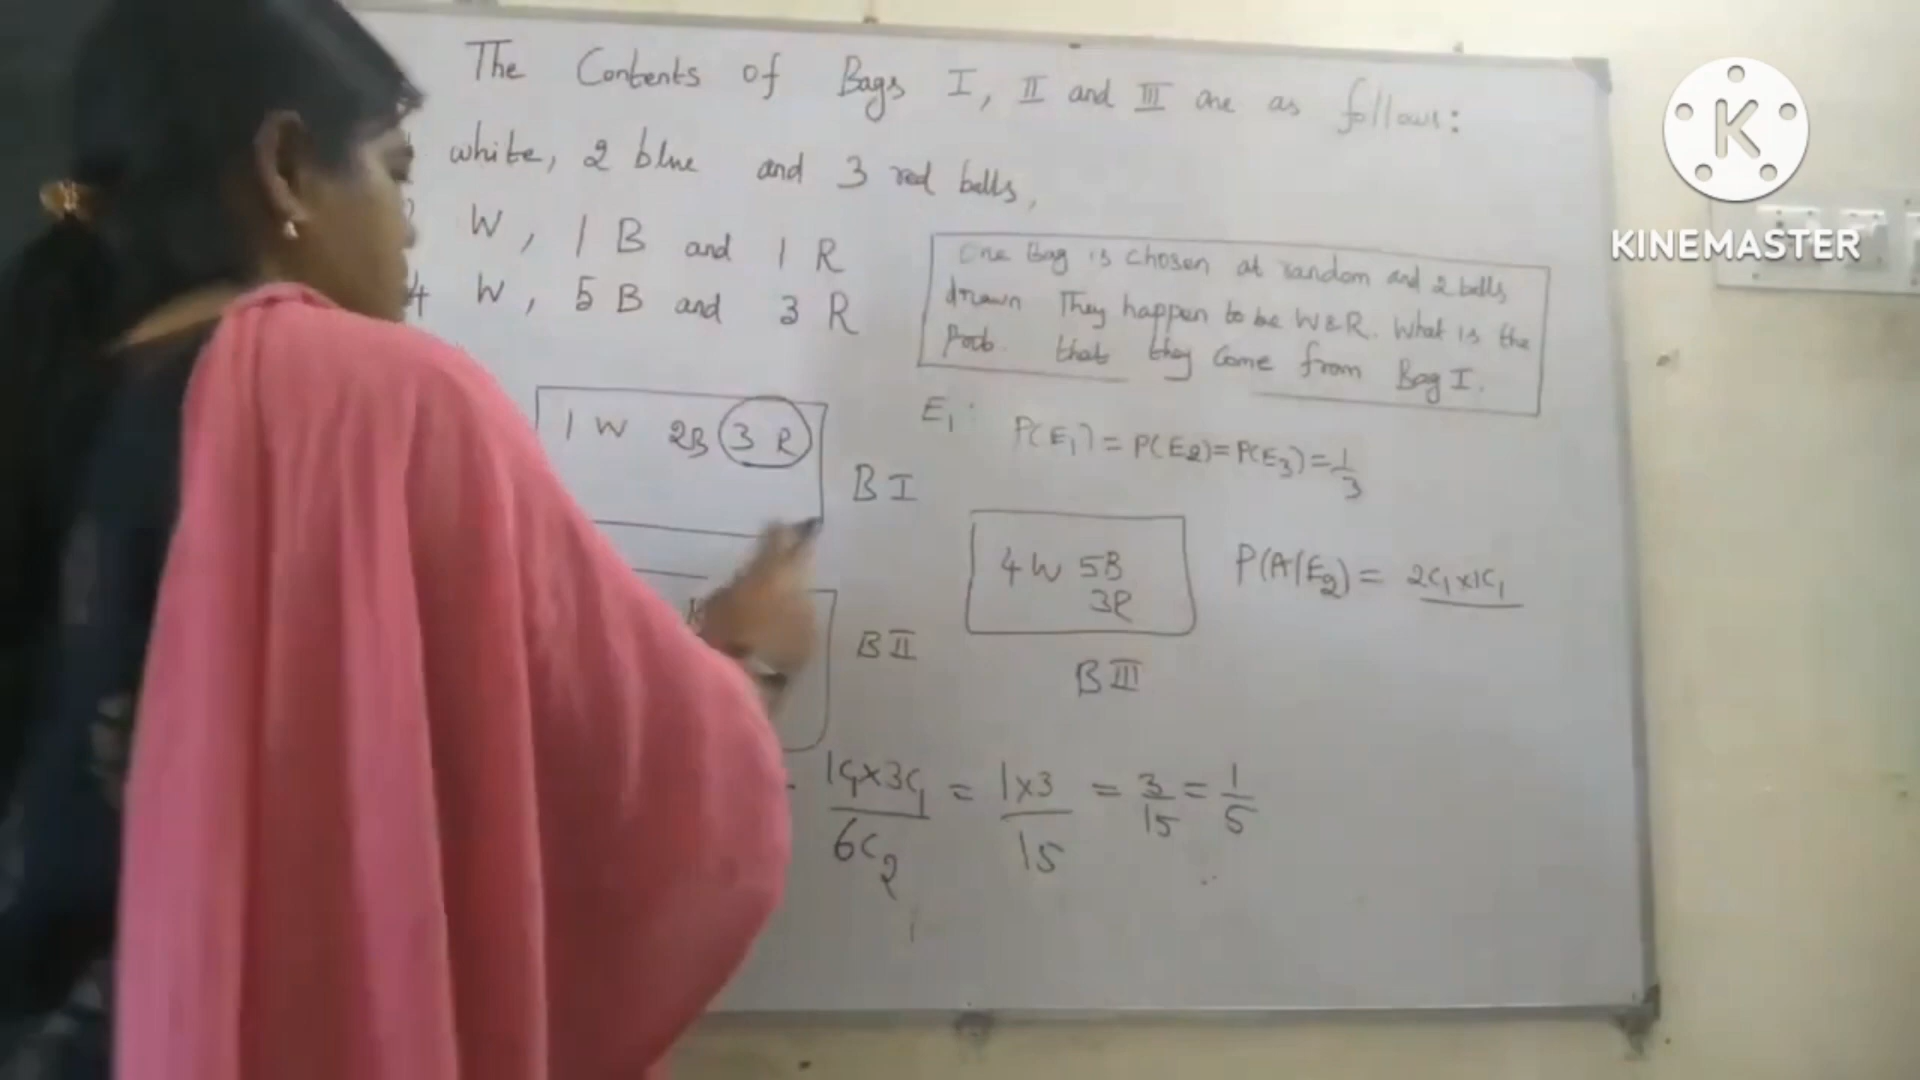 The Contents of Bags I, II and III are as follows:
white, 2 blue and 3 red balls,
W, 1 B and 1 R
4 W, 5 B and 3 R
One Bag is chosen at random and 2 balls
drawn They happen to be W & R. What is the
Prob. that they Come from Bag I.
1 W 2B 3 R
B I
E1:
P(E1) = P(E2) = P(E3) = 1/3
B II
4 W 5B
3R
B III
P(A/E2) = 2C1 x 1C1
1C1 x 3C1 / 6C2 = 1 x 3 / 15 = 3/15 = 1/5
K
KINEMASTER